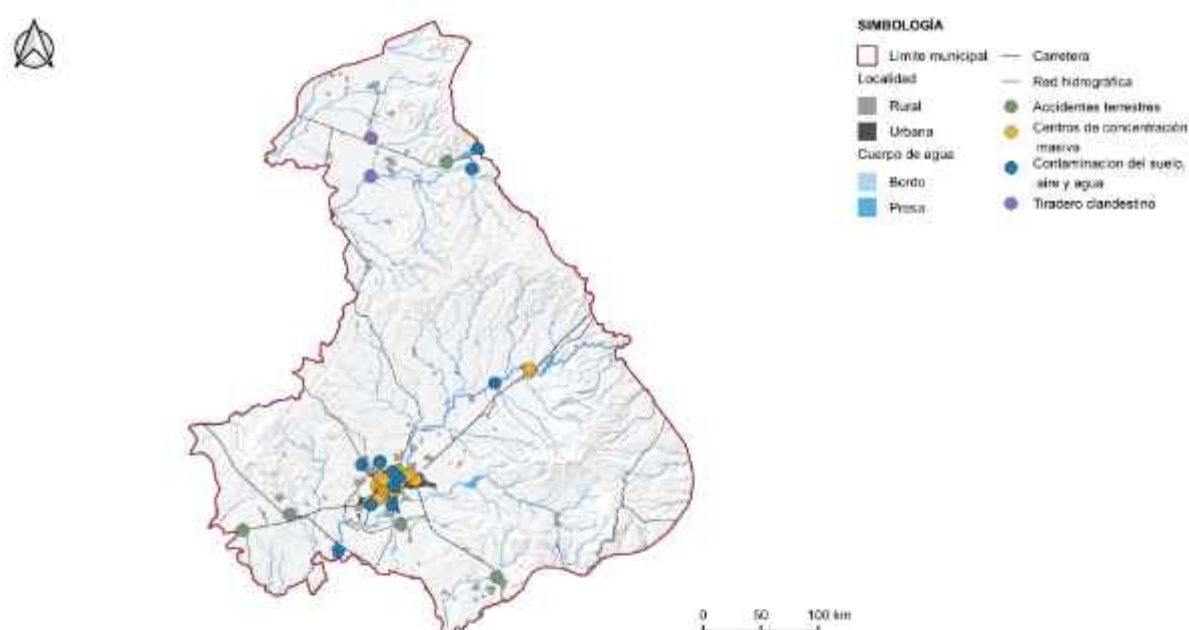 SIMBOLOGÍA
Límite municipal
Localidad
Rural
Urbana
Cuerpo de agua
Bordo
Presa
Carretera
Red hidrográfica
Accidentes terrestres
Centros de concentración
masiva
Contaminacion del suelo,
aire y agua
Tiradero clandestino
0 50 100 km